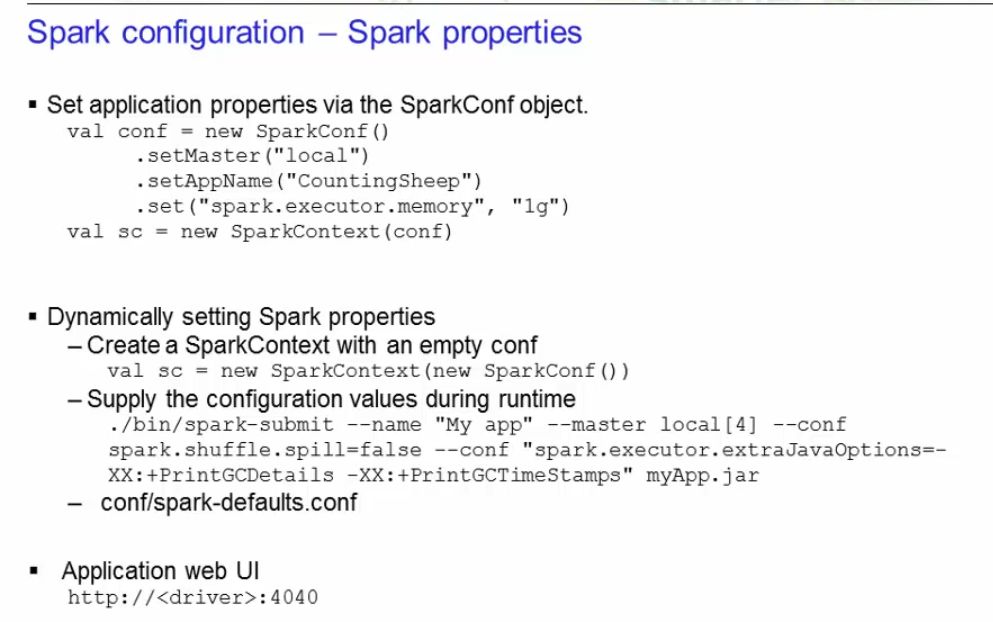 Spark configuration – Spark properties
▪ Set application properties via the SparkConf object.
val conf = new SparkConf()
.setMaster("local")
.setAppName("CountingSheep")
.set("spark.executor.memory", "1g")
val sc = new SparkContext(conf)
▪ Dynamically setting Spark properties
– Create a SparkContext with an empty conf
val sc = new SparkContext(new SparkConf())
– Supply the configuration values during runtime
./bin/spark-submit --name "My app" --master local[4] --conf
spark.shuffle.spill=false --conf "spark.executor.extraJavaOptions=-
XX:+PrintGCDetails -XX:+PrintGCTimeStamps" myApp.jar
– conf/spark-defaults.conf
▪ Application web UI
http://<driver>:4040